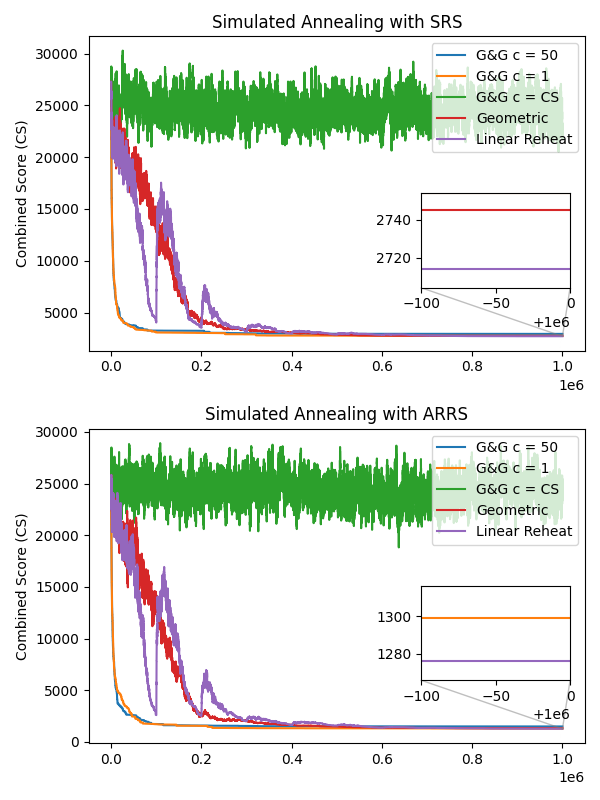 Simulated Annealing with SRS
Combined Score (CS)
30000
25000
20000
15000
10000
5000
G&G c = 50
G&G c = 1
G&G c = CS
Geometric
Linear Reheat
2740
2720
−100
−50
0
+1e6
0.0
0.2
0.4
0.6
0.8
1.0
1e6
Simulated Annealing with ARRS
Combined Score (CS)
30000
25000
20000
15000
10000
5000
0
G&G c = 50
G&G c = 1
G&G c = CS
Geometric
Linear Reheat
1300
1280
−100
−50
0
+1e6
0.0
0.2
0.4
0.6
0.8
1.0
1e6